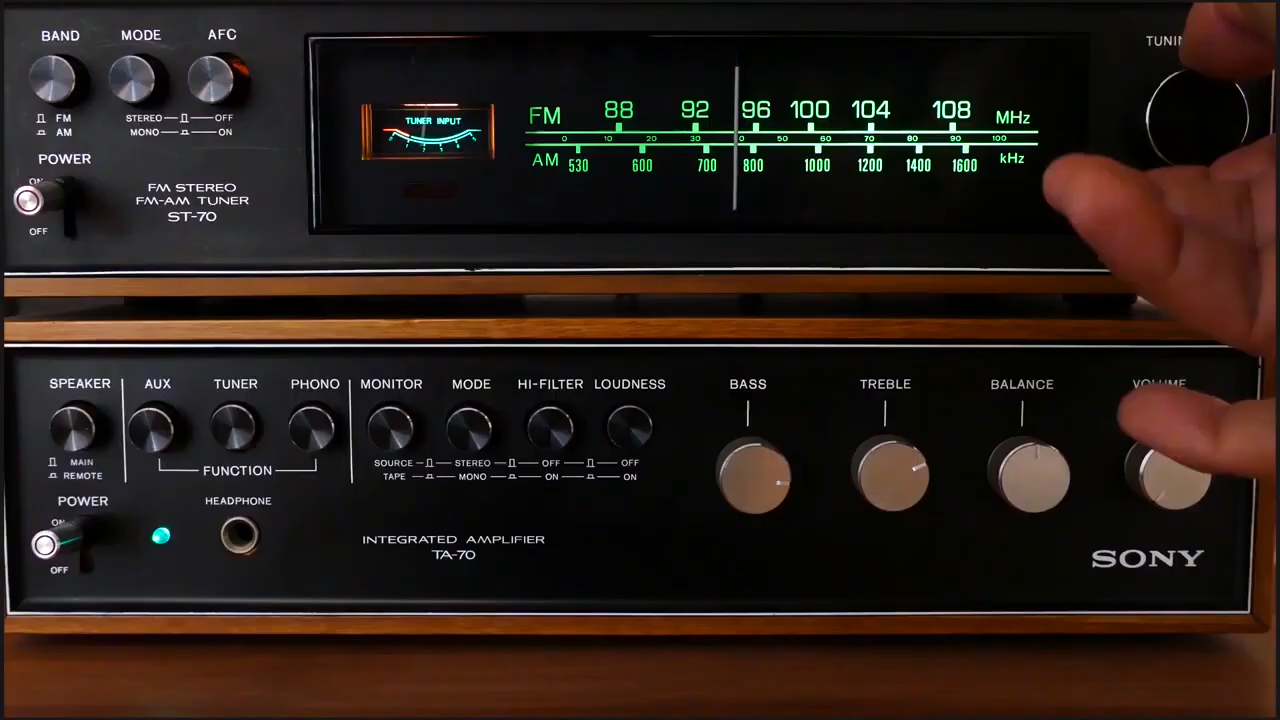 BAND MODE AFC
FM STEREO OFF
AM MONO ON
POWER
ON
OFF
FM STEREO
FM-AM TUNER
ST-70
TUNER INPUT
FM 88 92 96 100 104 108 MHz
0 10 20 30 0 50 60 70 80 90 100
AM 530 600 700 800 1000 1200 1400 1600 kHz
TUNIN
SPEAKER AUX TUNER PHONO MONITOR MODE HI-FILTER LOUDNESS BASS TREBLE BALANCE VOLUME
MAIN SOURCE STEREO OFF OFF
REMOTE FUNCTION TAPE MONO ON ON
POWER HEADPHONE
ON
OFF
INTEGRATED AMPLIFIER
TA-70
SONY